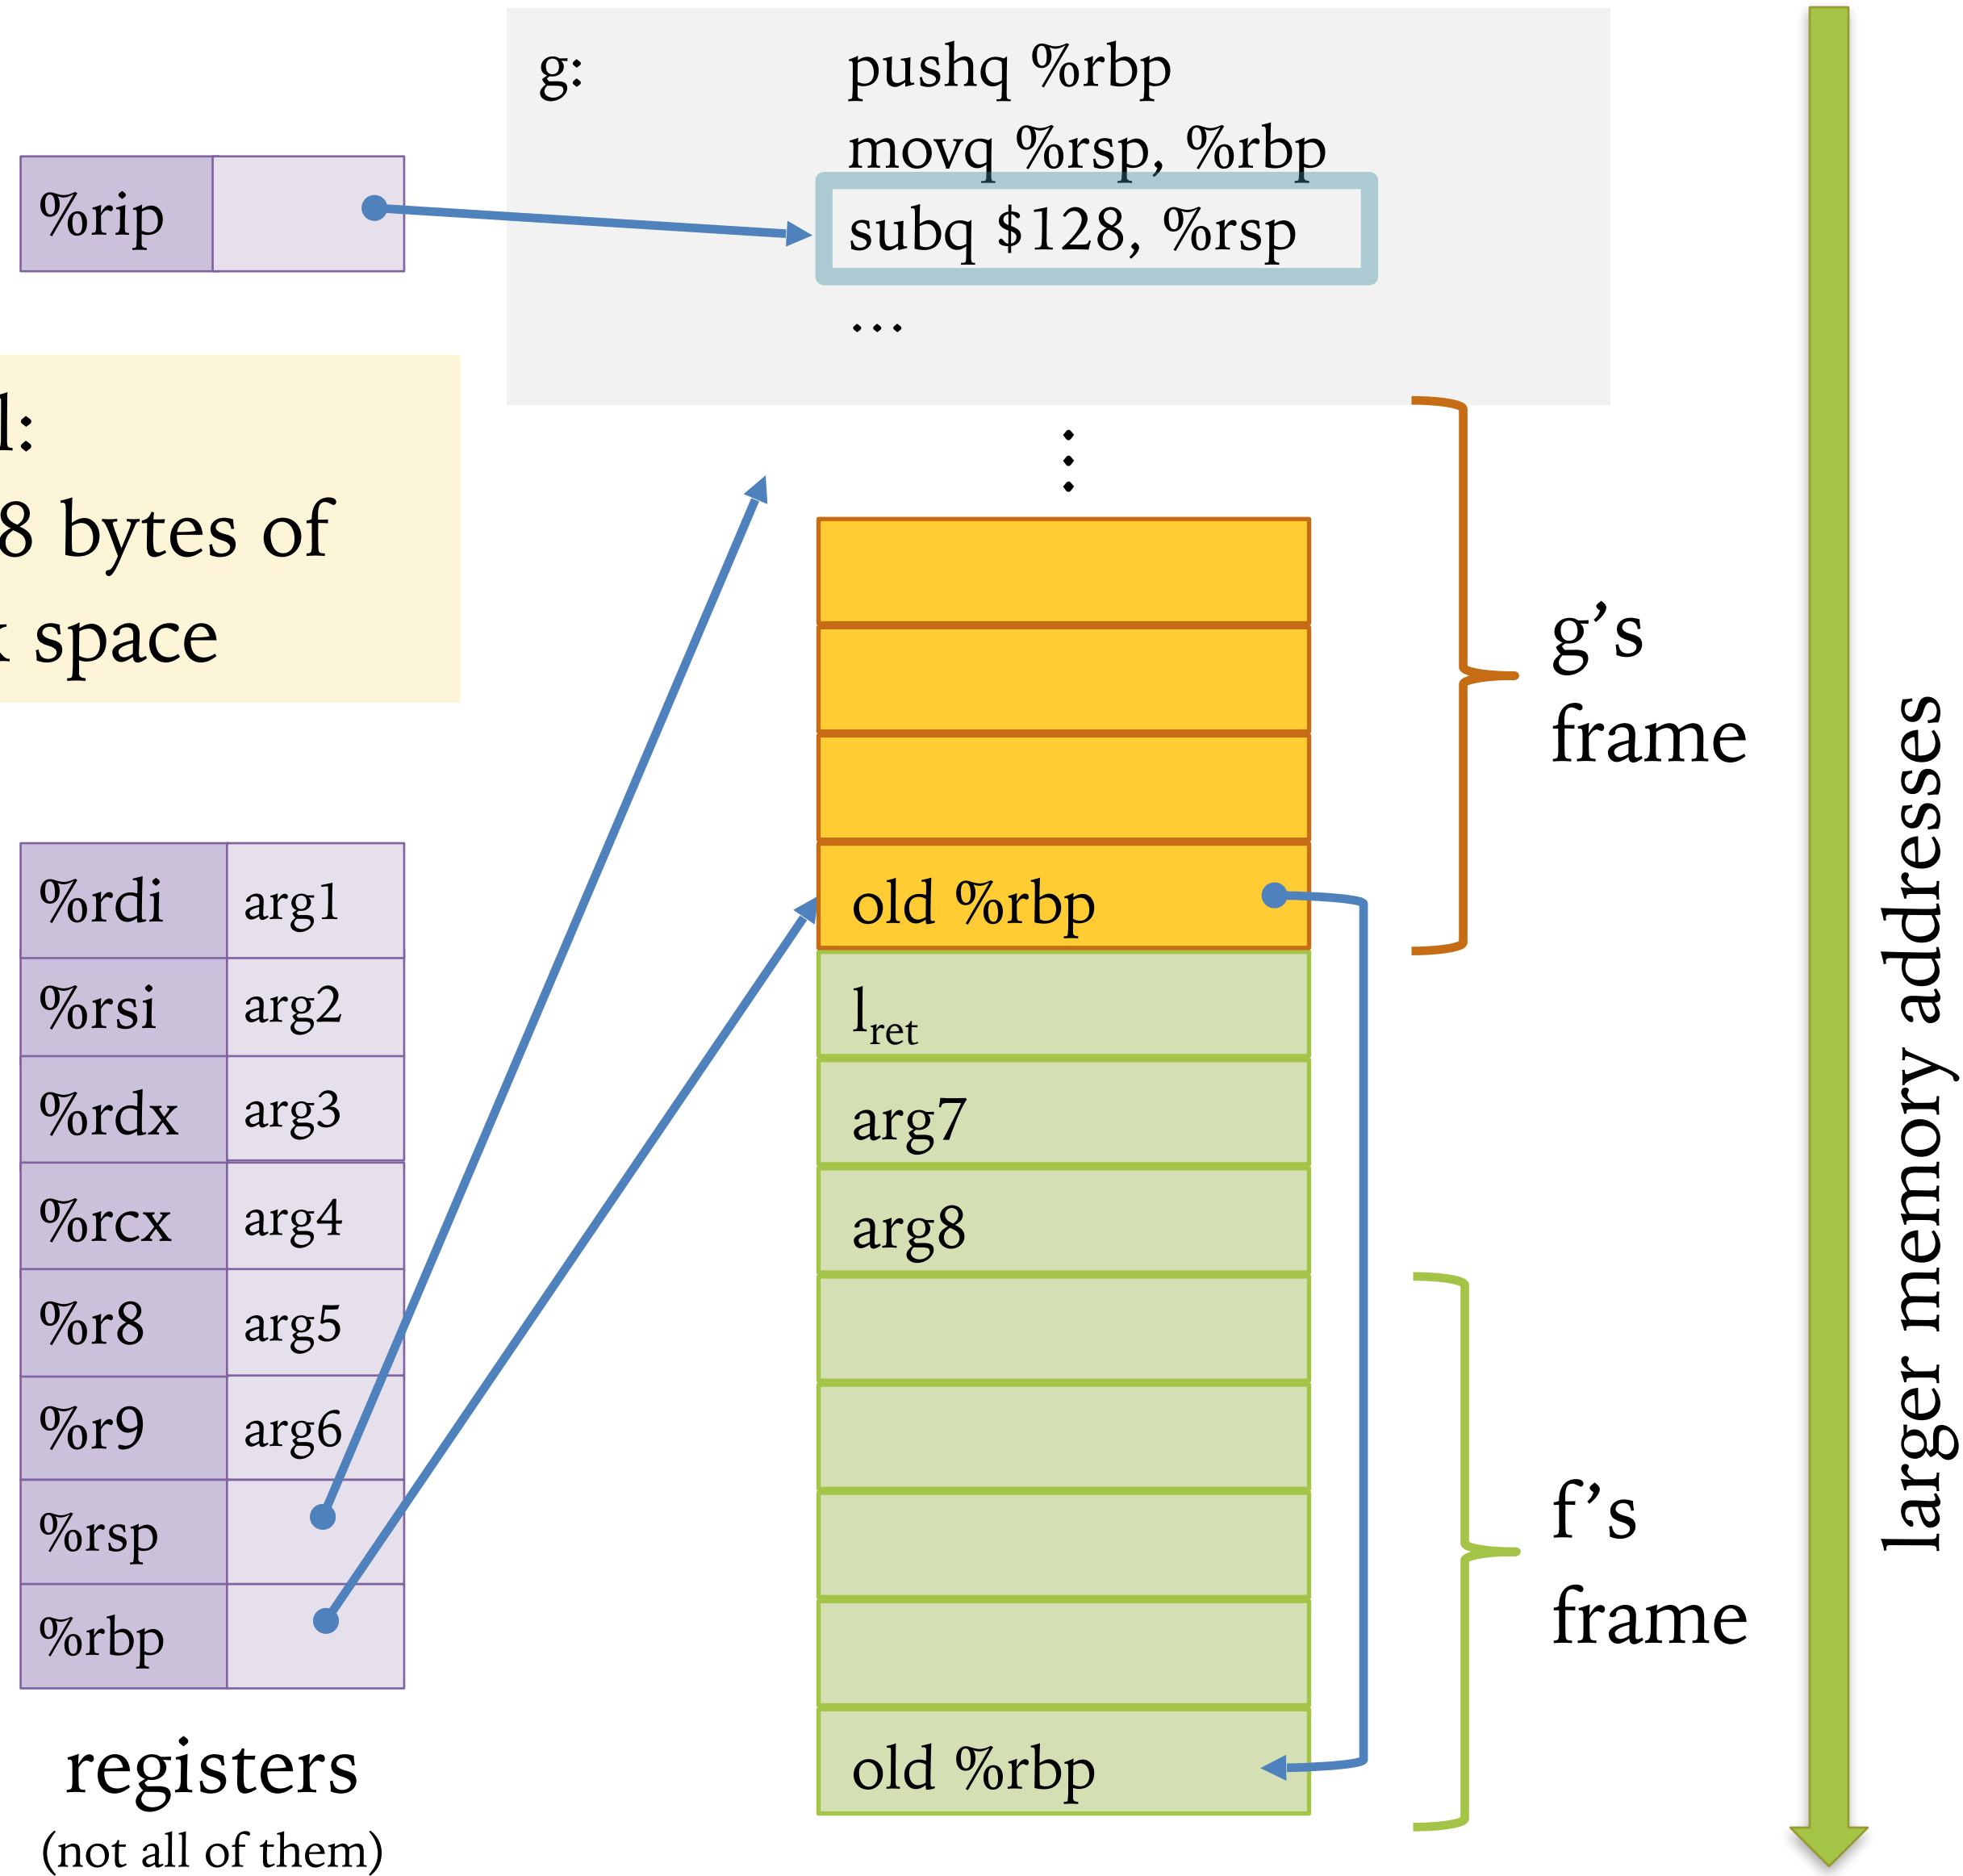 g: pushq %rbp
movq %rsp, %rbp
subq $128, %rsp
...
%rip
l:
8 bytes of
space
g's
frame
old %rbp
l_ret
arg7
arg8
old %rbp
f's
frame
larger memory addresses
%rdi arg1
%rsi arg2
%rdx arg3
%rcx arg4
%r8 arg5
%r9 arg6
%rsp
%rbp
registers
(not all of them)